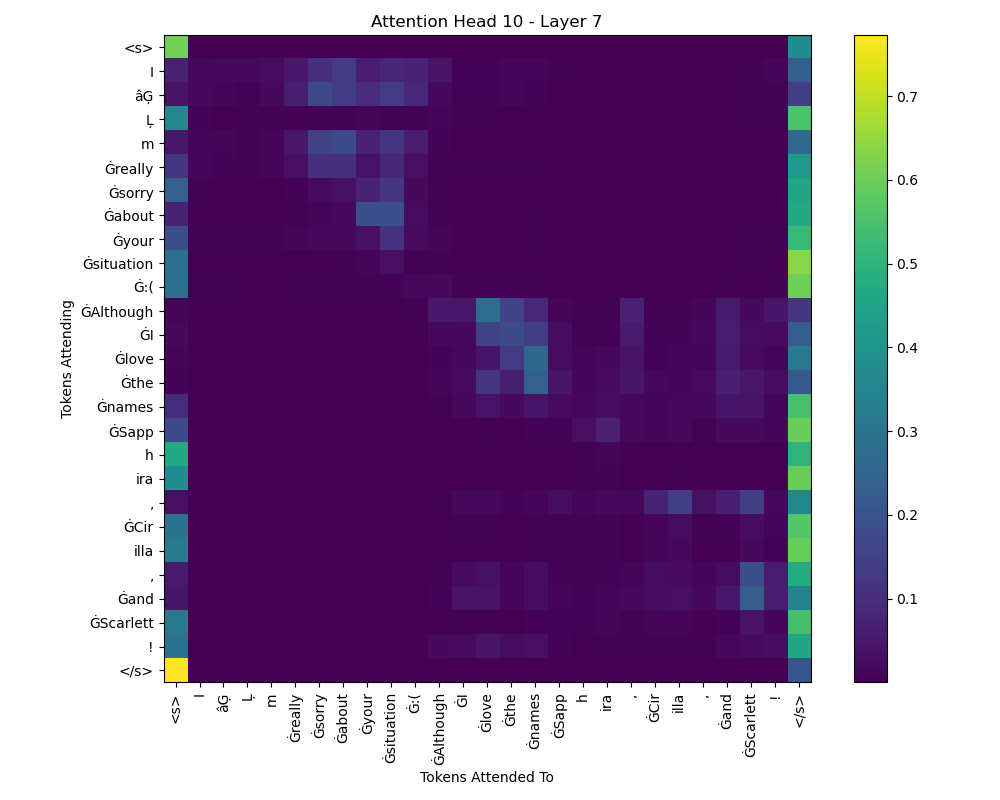 Attention Head 10 - Layer 7
<s>
I
âĢ
Ļ
m
Ġreally
Ġsorry
Ġabout
Ġyour
Ġsituation
Ġ:(
ĠAlthough
ĠI
Ġlove
Ġthe
Ġnames
ĠSapp
h
ira
,
ĠCir
illa
,
Ġand
ĠScarlett
!
</s>
Tokens Attending
<s>
I
âĢ
Ļ
m
Ġreally
Ġsorry
Ġabout
Ġyour
Ġsituation
Ġ:(
ĠAlthough
ĠI
Ġlove
Ġthe
Ġnames
ĠSapp
h
ira
,
ĠCir
illa
,
Ġand
ĠScarlett
!
</s>
Tokens Attended To
0.7
0.6
0.5
0.4
0.3
0.2
0.1